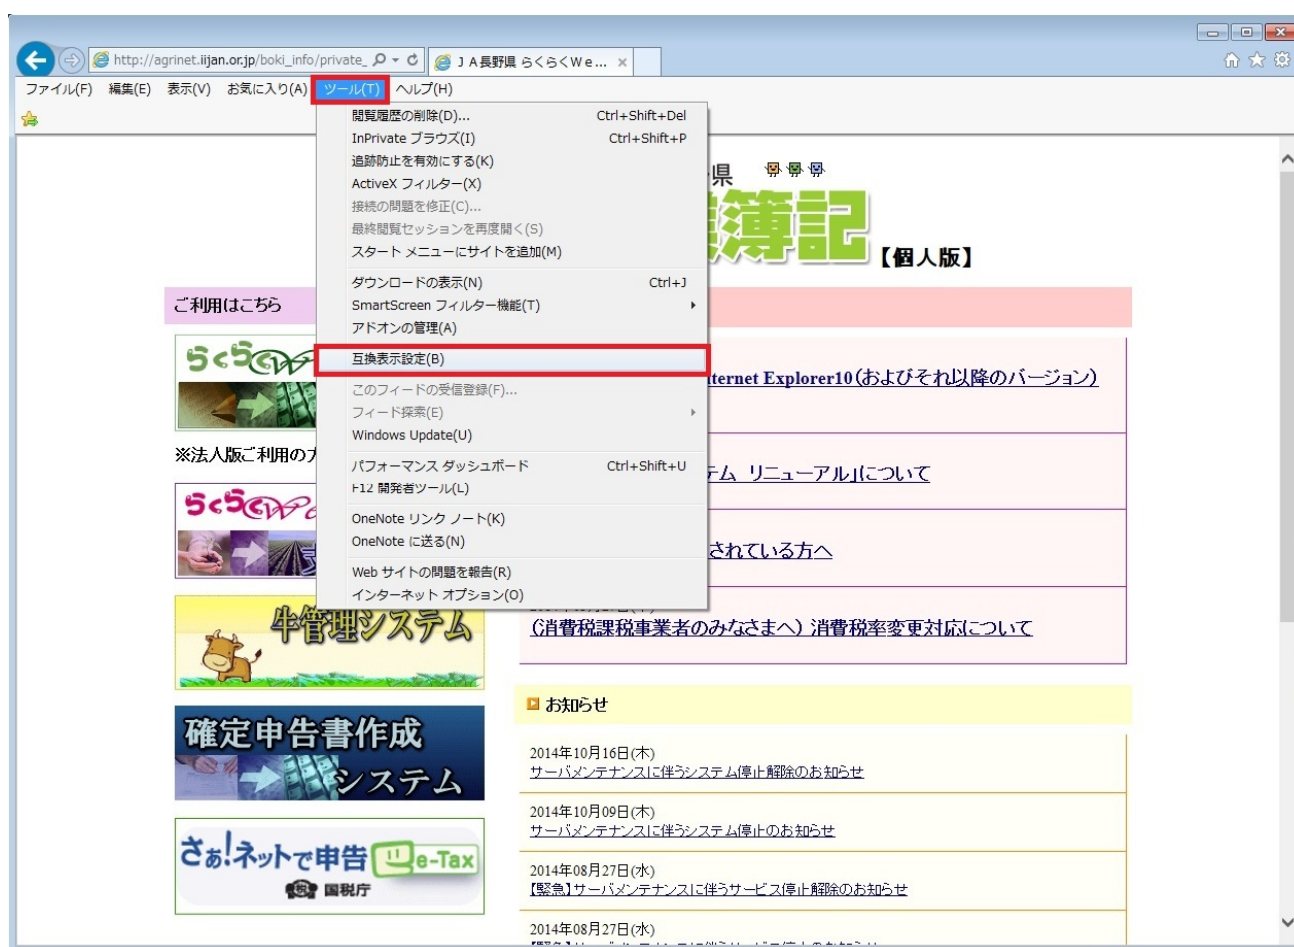 http://agrinet.iijan.or.jp/boki_info/private_
ＪＡ長野県 らくらくＷｅ...
ファイル(F) 編集(E) 表示(V) お気に入り(A) ツール(T) ヘルプ(H)
閲覧履歴の削除(D)... Ctrl+Shift+Del
InPrivate ブラウズ(I) Ctrl+Shift+P
追跡防止を有効にする(K)
ActiveX フィルター(X)
接続の問題を修正(C)...
最終閲覧セッションを再度開く(S)
スタート メニューにサイトを追加(M)
ダウンロードの表示(N) Ctrl+J
SmartScreen フィルター機能(T)
アドオンの管理(A)
互換表示設定(B)
このフィードの受信登録(F)...
フィード探索(E)
Windows Update(U)
パフォーマンス ダッシュボード Ctrl+Shift+U
F12 開発者ツール(L)
OneNote リンク ノート(K)
OneNote に送る(N)
Web サイトの問題を報告(R)
インターネット オプション(O)
県
簿記
【個人版】
ご利用はこちら
らくらくW
※法人版ご利用の
らくらくWe
牛管理システム
確定申告書作成
システム
さぁ!ネットで申告 e-Tax
国税庁
ternet Explorer10(およびそれ以降のバージョン)
テム リニューアル」について
されている方へ
(消費税課税事業者のみなさまへ) 消費税率変更対応について
お知らせ
2014年10月16日(木)
サーバメンテナンスに伴うシステム停止解除のお知らせ
2014年10月09日(木)
サーバメンテナンスに伴うシステム停止のお知らせ
2014年08月27日(水)
【緊急】サーバメンテナンスに伴うサービス停止解除のお知らせ
2014年08月27日(水)